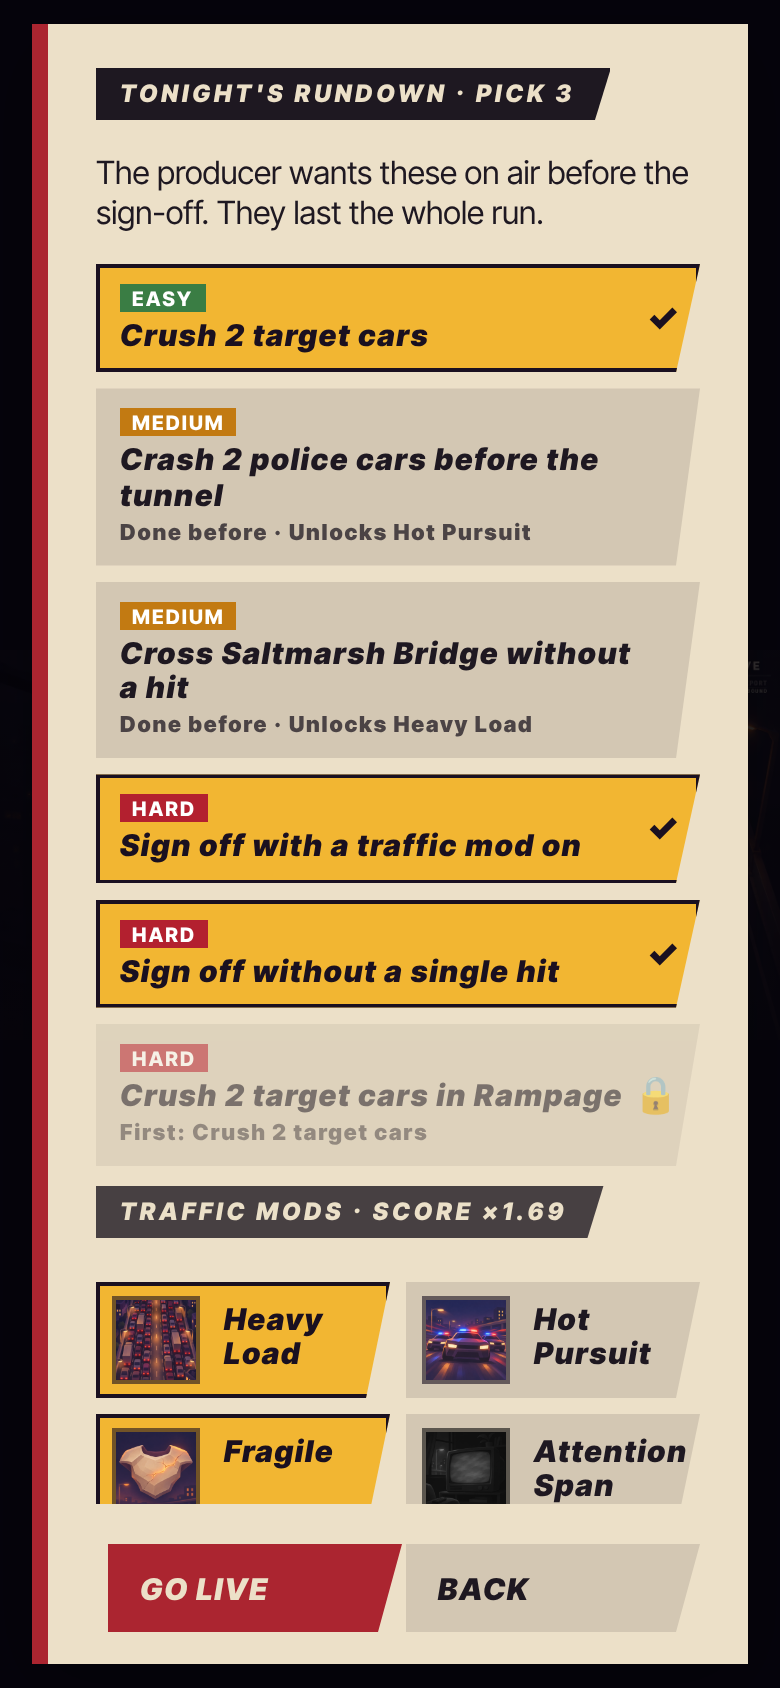 TONIGHT'S RUNDOWN · PICK 3
The producer wants these on air before the
sign-off. They last the whole run.
EASY
Crush 2 target cars
MEDIUM
Crash 2 police cars before the
tunnel
Done before · Unlocks Hot Pursuit
MEDIUM
Cross Saltmarsh Bridge without
a hit
Done before · Unlocks Heavy Load
HARD
Sign off with a traffic mod on
HARD
Sign off without a single hit
HARD
Crush 2 target cars in Rampage
First: Crush 2 target cars
TRAFFIC MODS · SCORE ×1.69
Heavy
Load
Hot
Pursuit
Fragile
Attention
Span
GO LIVE
BACK